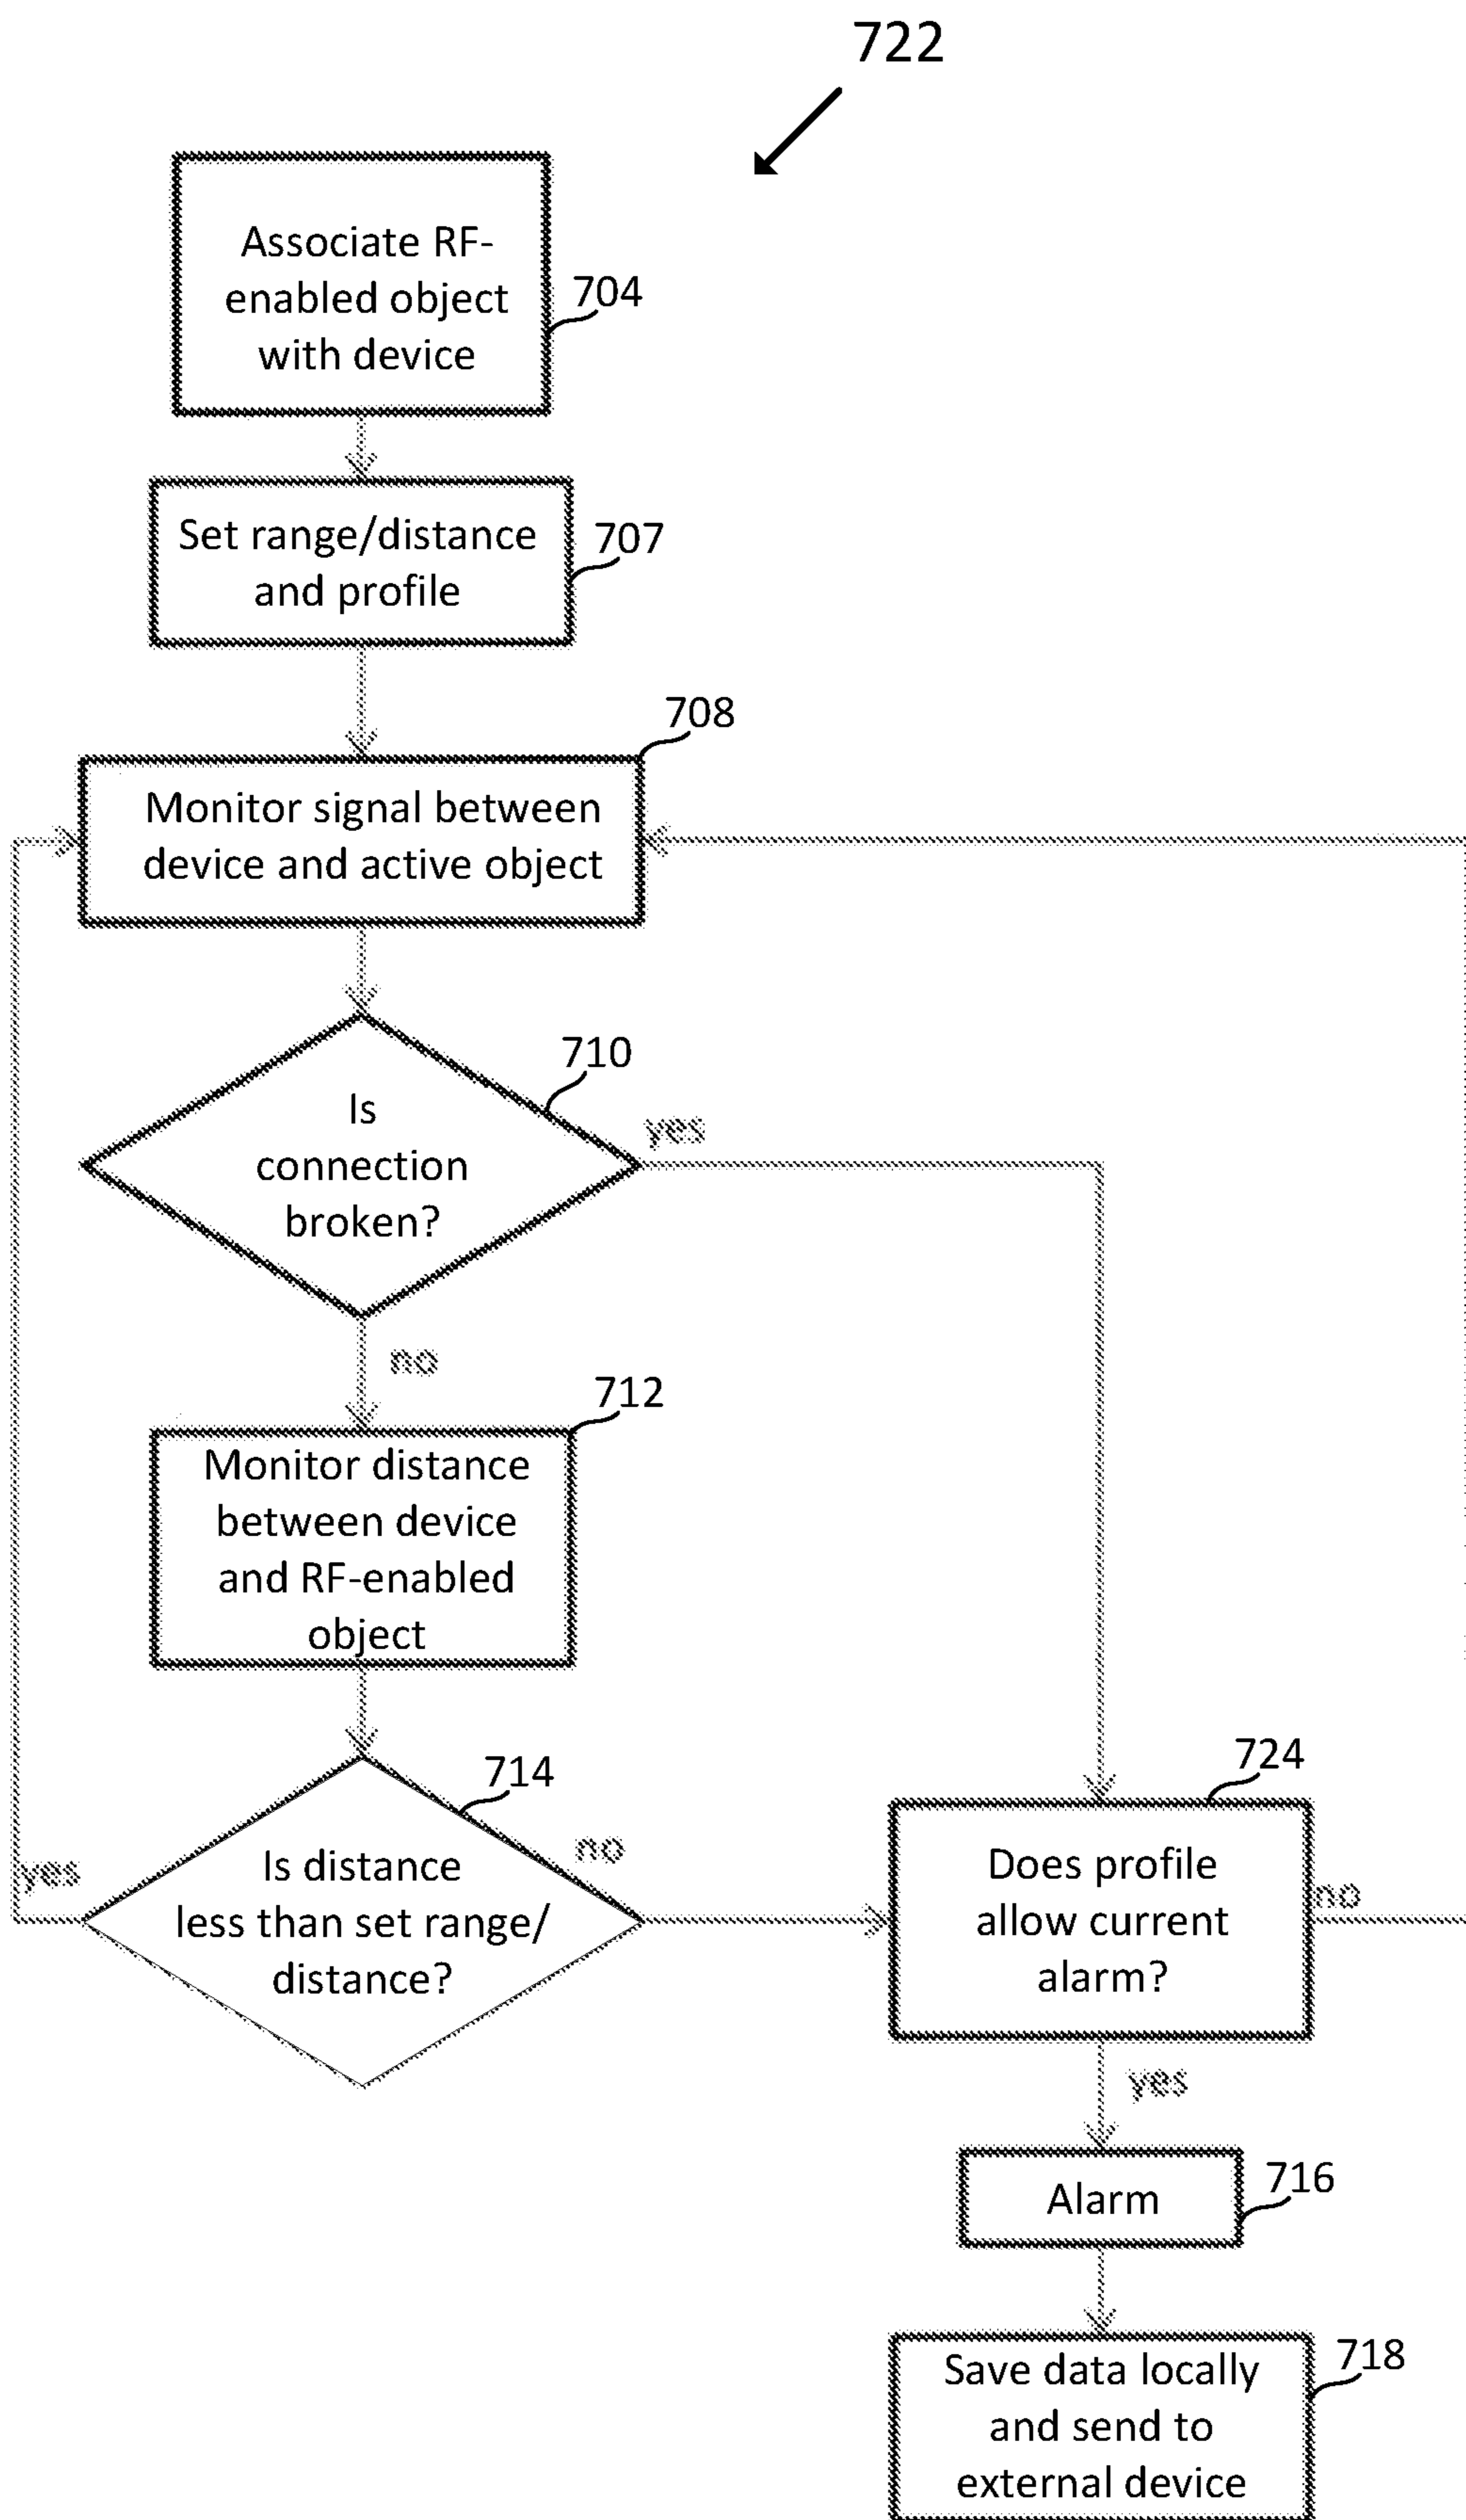 722
Associate RF-
enabled object
with device
704
Set range/distance
and profile
707
708
Monitor signal between
device and active object
710
Is
connection
broken?
yes
no
712
Monitor distance
between device
and RF-enabled
object
714
Is distance
less than set range/
distance?
yes
no
724
Does profile
allow current
alarm?
no
yes
Alarm
716
Save data locally
and send to
external device
718